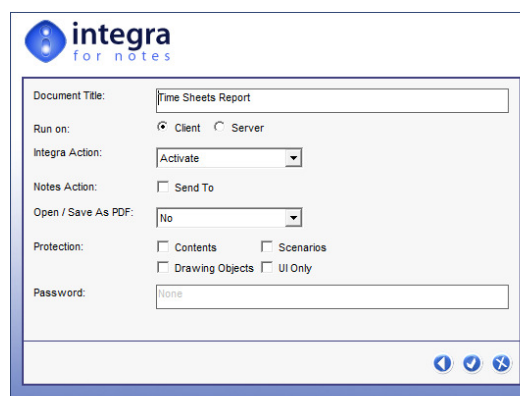 integra
for notes
Document Title: Time Sheets Report
Run on: Client Server
Integra Action: Activate
Notes Action: Send To
Open / Save As PDF: No
Protection: Contents Scenarios
Drawing Objects UI Only
Password: None